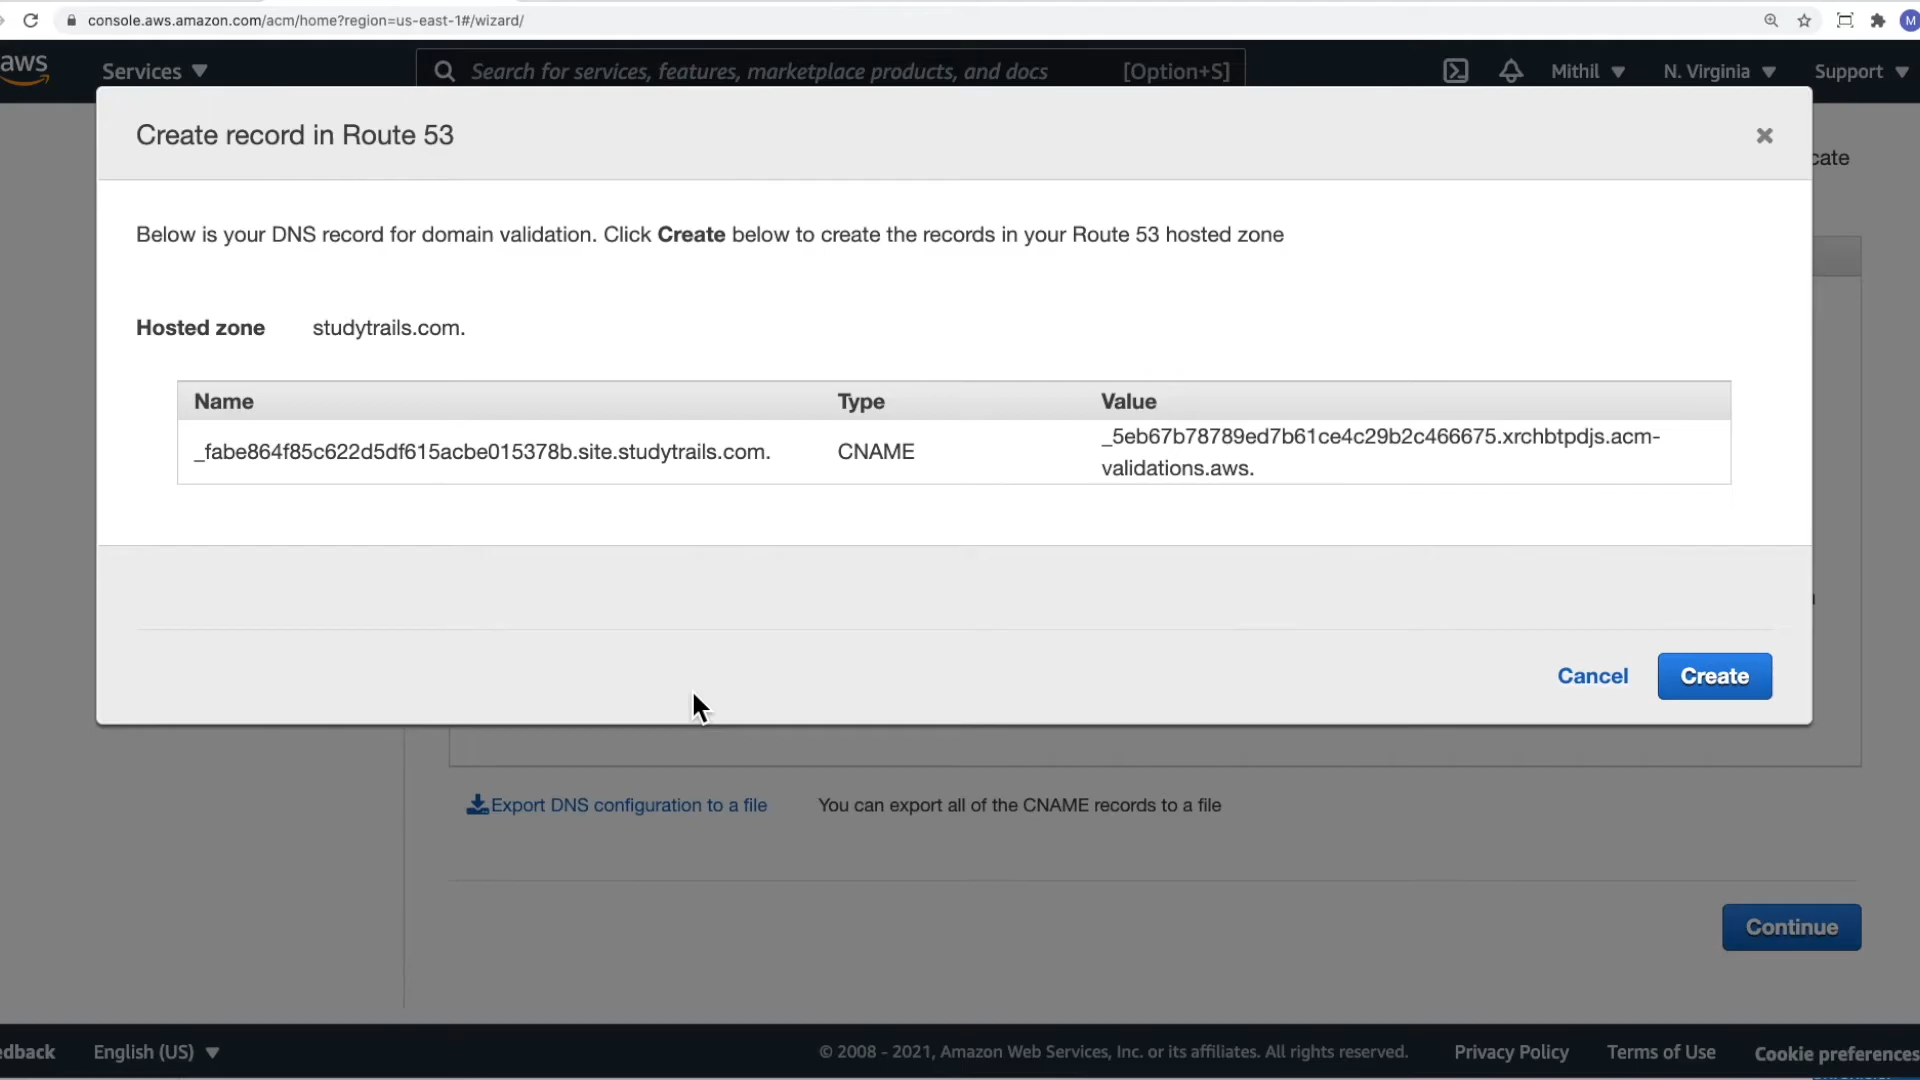 console.aws.amazon.com/acm/home?region=us-east-1#/wizard/
M
aws
Services
Search for services, features, marketplace products, and docs
[Option+S]
Mithil
N. Virginia
Support
Create record in Route 53
cate
Below is your DNS record for domain validation. Click Create below to create the records in your Route 53 hosted zone
Hosted zone studytrails.com.
Name Type Value
_fabe864f85c622d5df615acbe015378b.site.studytrails.com. CNAME _5eb67b78789ed7b61ce4c29b2c466675.xrchbtpdjs.acm-
validations.aws.
Cancel
Create
Export DNS configuration to a file
You can export all of the CNAME records to a file
Continue
edback
English (US)
© 2008 - 2021, Amazon Web Services, Inc. or its affiliates. All rights reserved.
Privacy Policy
Terms of Use
Cookie preferences